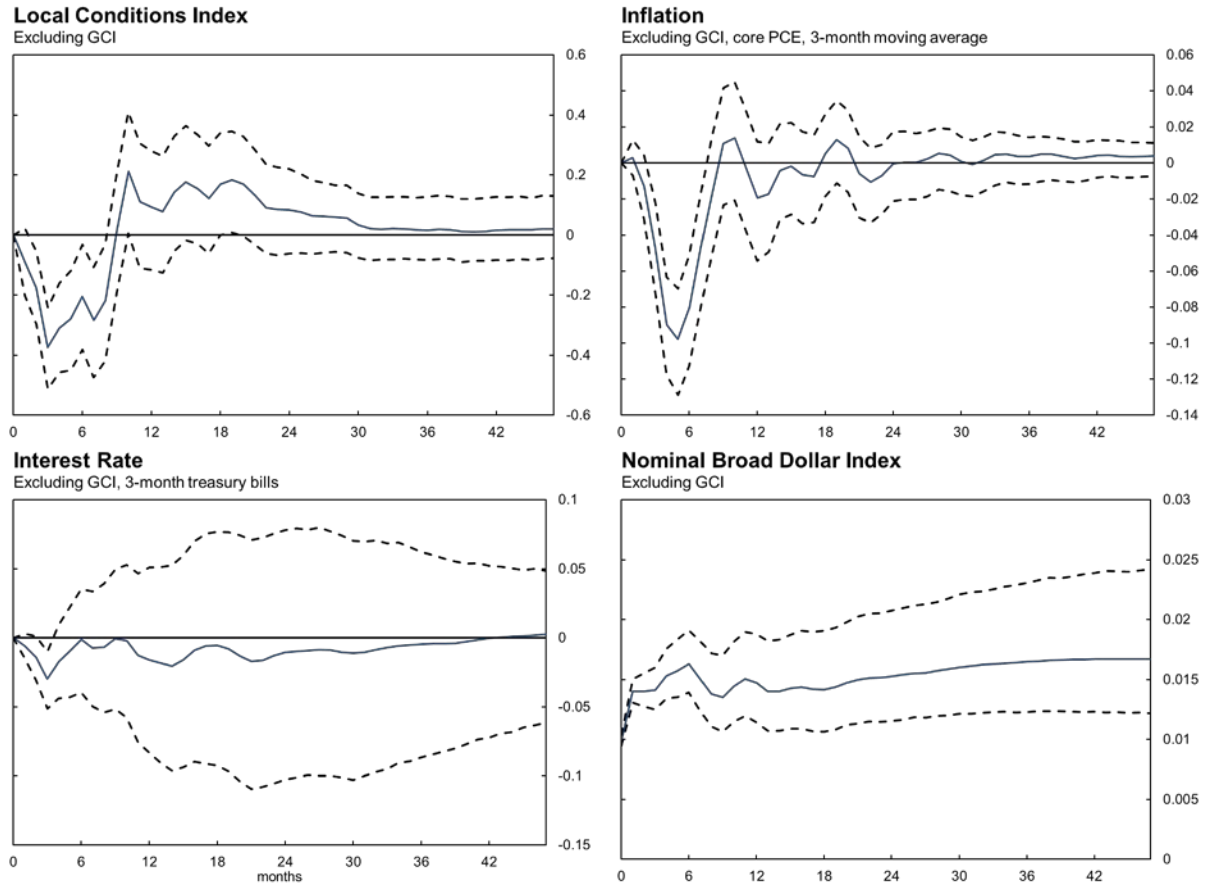 Local Conditions Index
Excluding GCI
0.6
0.4
0.2
0
-0.2
-0.4
-0.6
0 6 12 18 24 30 36 42
Inflation
Excluding GCI, core PCE, 3-month moving average
0.06
0.04
0.02
0
-0.02
-0.04
-0.06
-0.08
-0.1
-0.12
-0.14
0 6 12 18 24 30 36 42
Interest Rate
Excluding GCI, 3-month treasury bills
0.1
0.05
0
-0.05
-0.1
-0.15
0 6 12 18 24 30 36 42
months
Nominal Broad Dollar Index
Excluding GCI
0.03
0.025
0.02
0.015
0.01
0.005
0
0 6 12 18 24 30 36 42